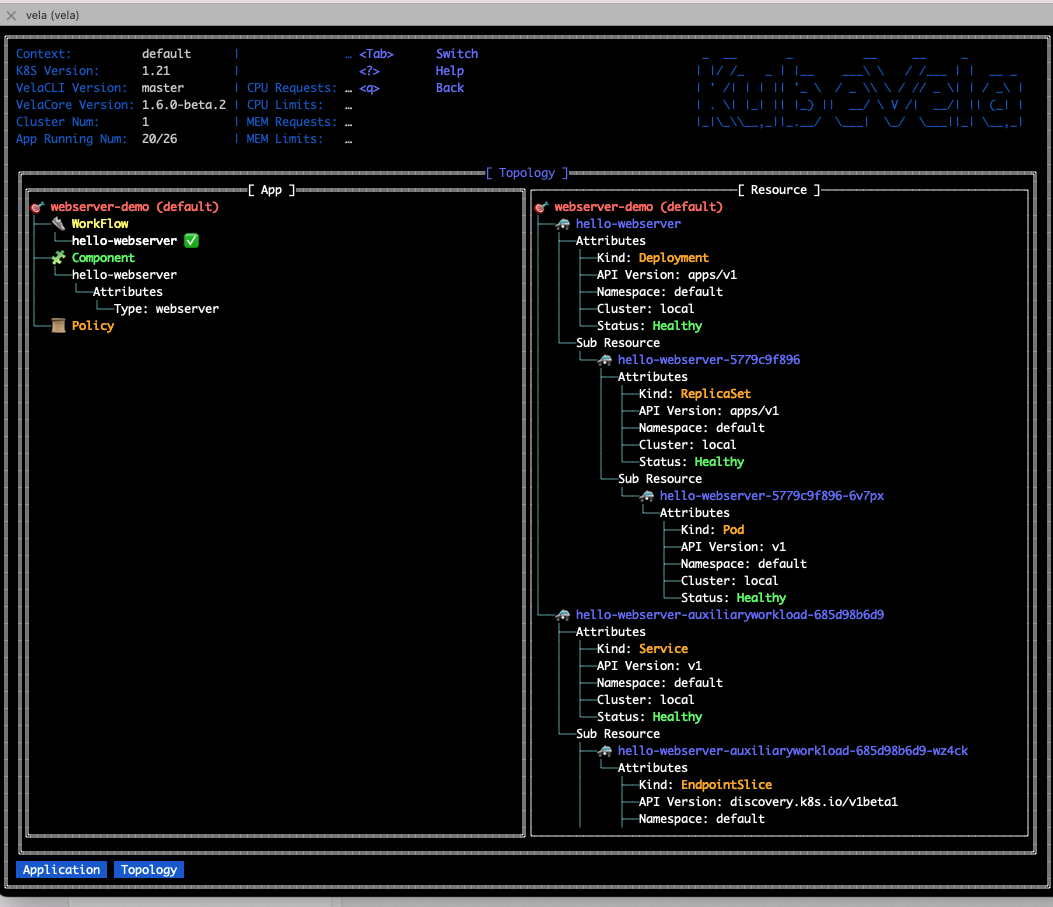 vela (vela)
Context: default | … <Tab> Switch
K8S Version: 1.21 | <?> Help
VelaCLI Version: master | CPU Requests: … <q> Back
VelaCore Version: 1.6.0-beta.2 | CPU Limits: …
Cluster Num: 1 | MEM Requests: …
App Running Num: 20/26 | MEM Limits: …
KubeVela
[ Topology ]
[ App ]
webserver-demo (default)
WorkFlow
hello-webserver ✅
Component
hello-webserver
Attributes
Type: webserver
Policy
[ Resource ]
webserver-demo (default)
hello-webserver
Attributes
Kind: Deployment
API Version: apps/v1
Namespace: default
Cluster: local
Status: Healthy
Sub Resource
hello-webserver-5779c9f896
Attributes
Kind: ReplicaSet
API Version: apps/v1
Namespace: default
Cluster: local
Status: Healthy
Sub Resource
hello-webserver-5779c9f896-6v7px
Attributes
Kind: Pod
API Version: v1
Namespace: default
Cluster: local
Status: Healthy
hello-webserver-auxiliaryworkload-685d98b6d9
Attributes
Kind: Service
API Version: v1
Namespace: default
Cluster: local
Status: Healthy
Sub Resource
hello-webserver-auxiliaryworkload-685d98b6d9-wz4ck
Attributes
Kind: EndpointSlice
API Version: discovery.k8s.io/v1beta1
Namespace: default
Application Topology